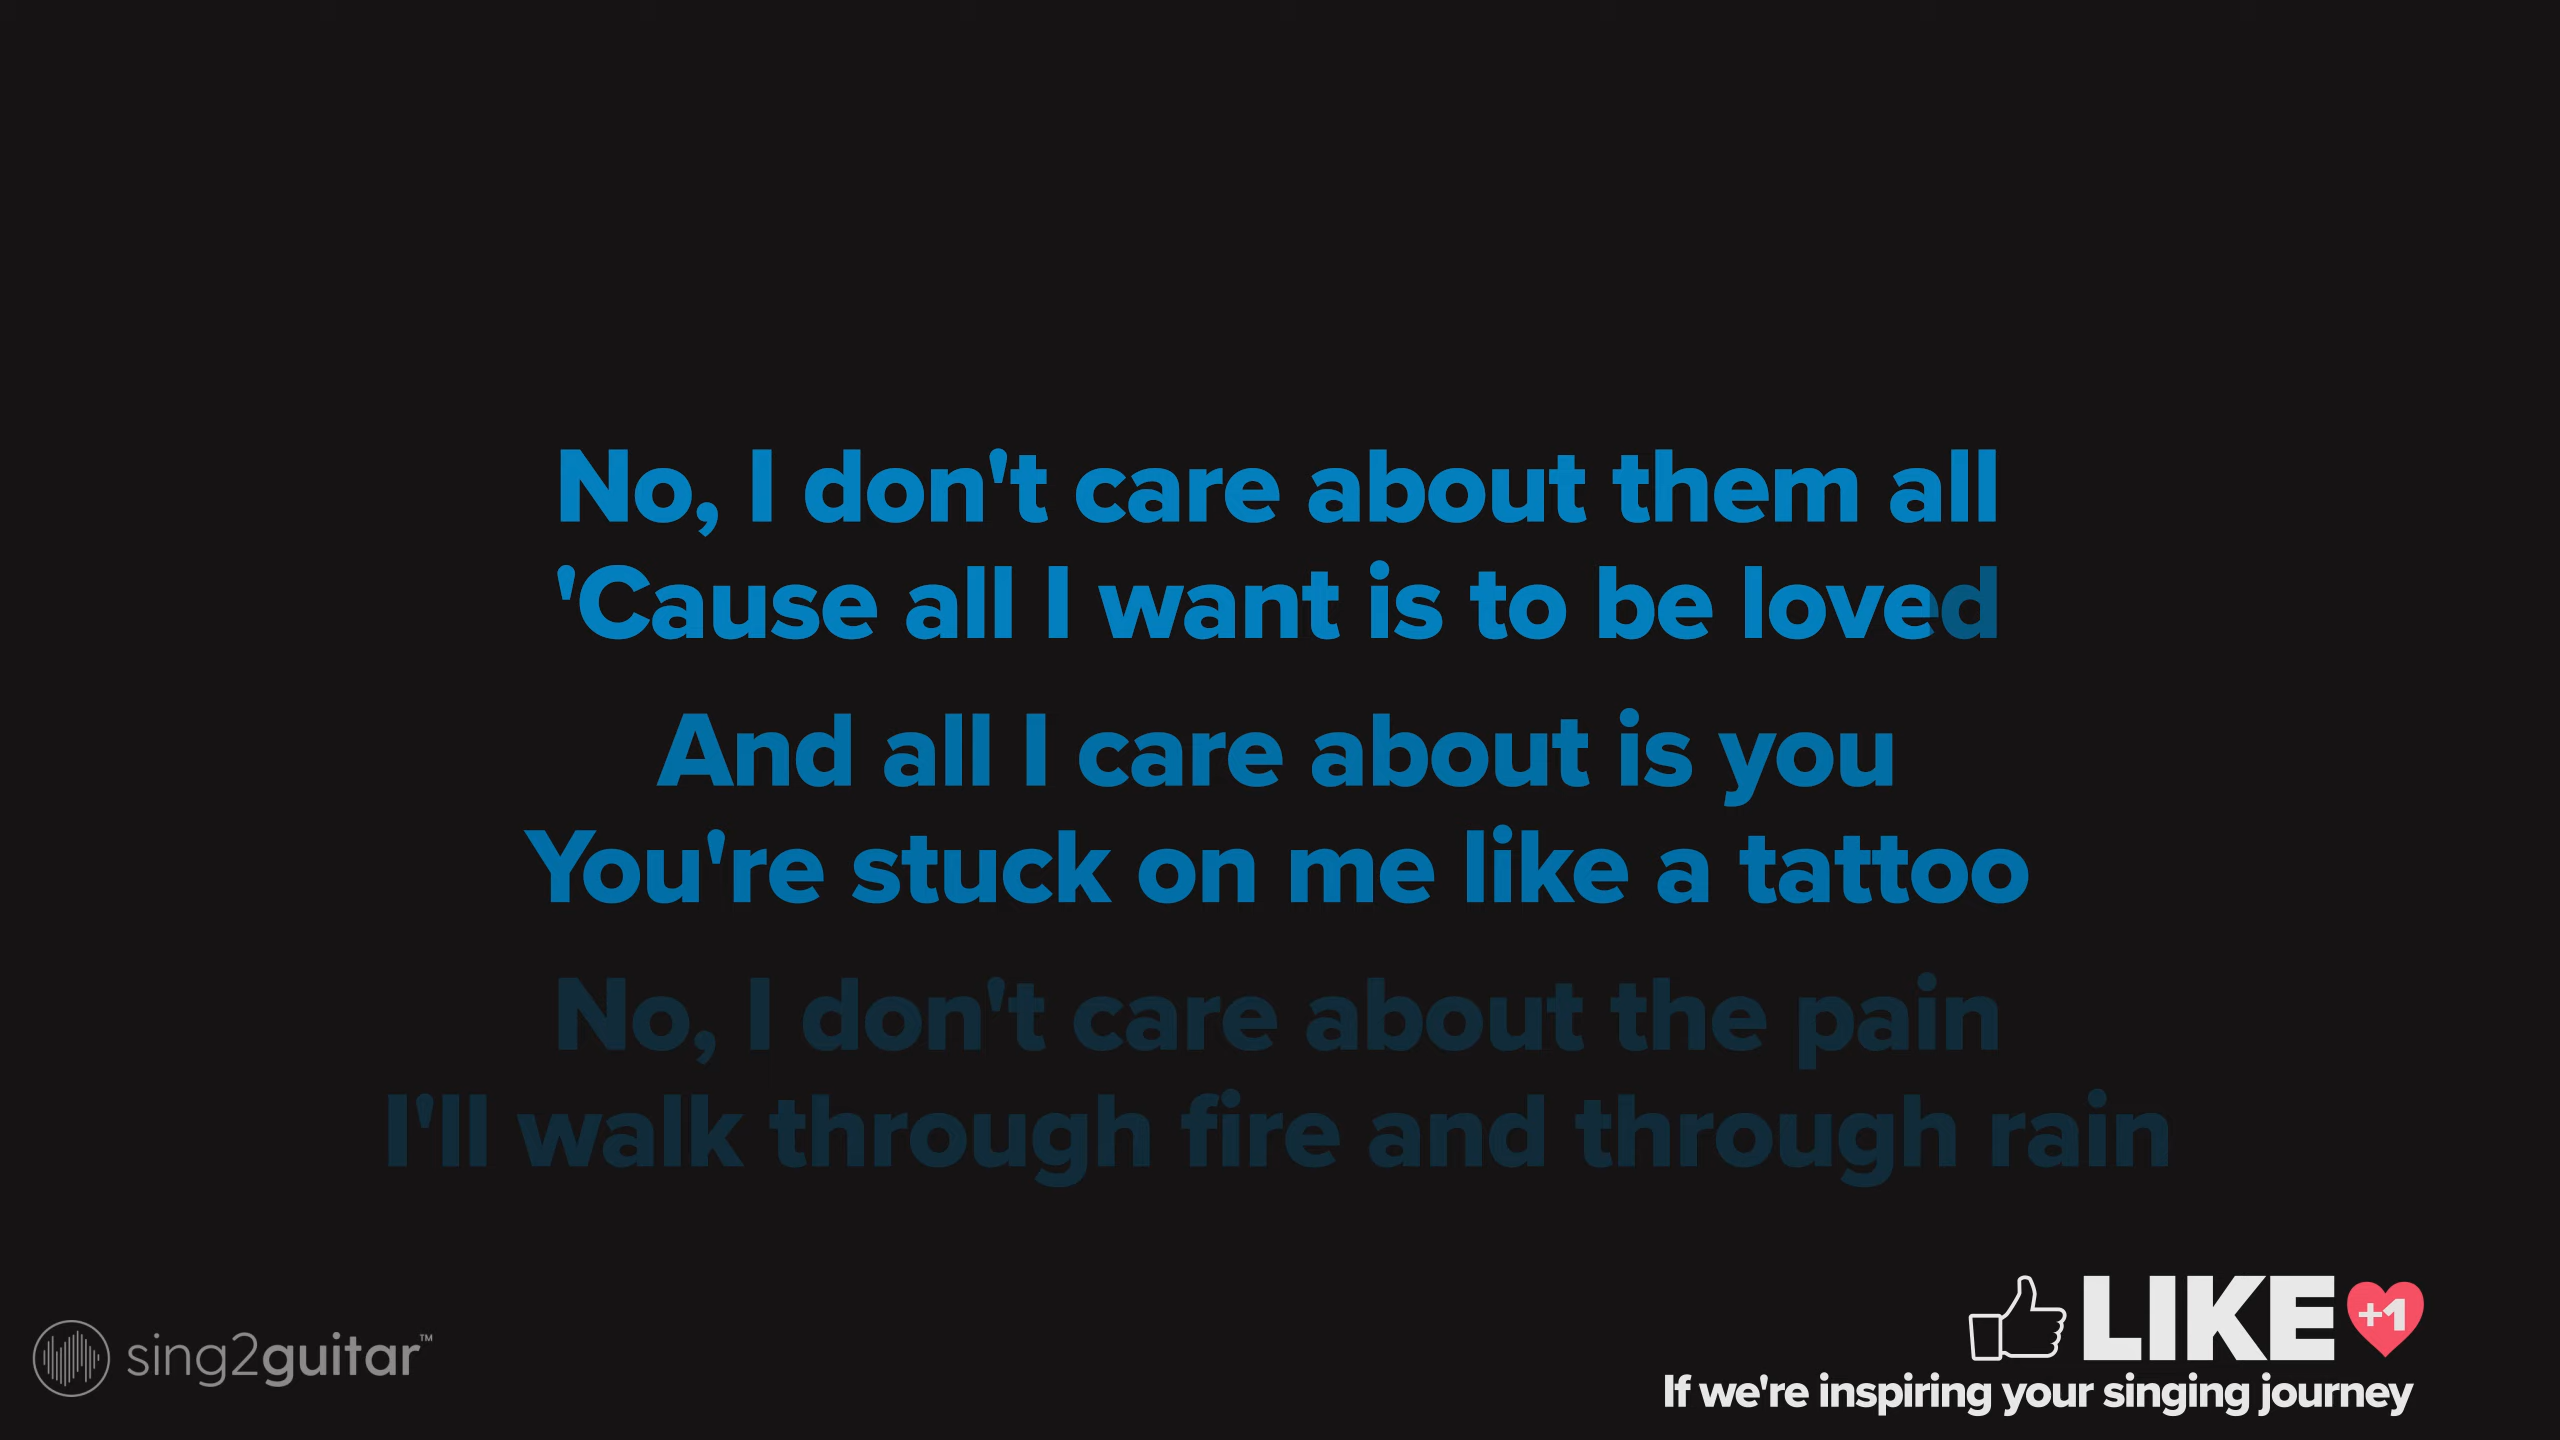 No, I don't care about them all
'Cause all I want is to be loved
And all I care about is you
You're stuck on me like a tattoo
No, I don't care about the pain
I'll walk through fire and through rain
LIKE +1
If we're inspiring your singing journey
sing2guitar™